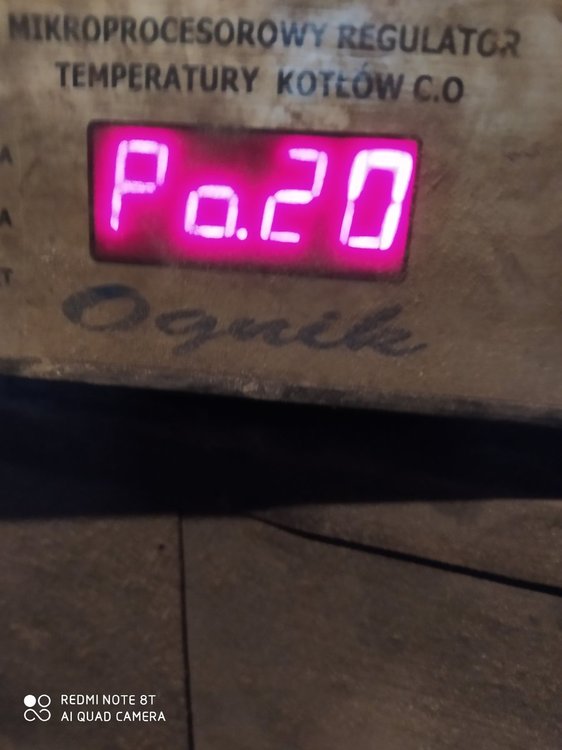 MIKROPROCESOROWY REGULATOR
TEMPERATURY KOTŁÓW C.O
A
Po.20
A
T
Ognik
REDMI NOTE 8T
AI QUAD CAMERA